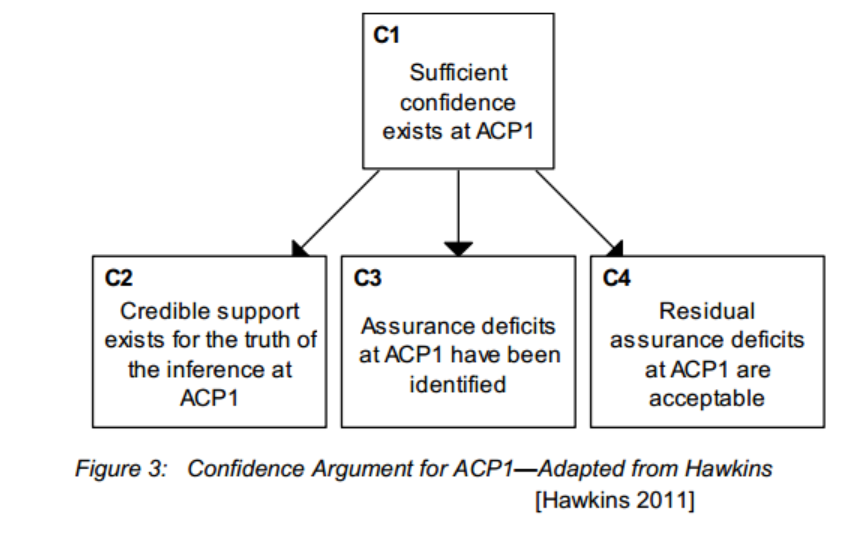 C1
Sufficient
confidence
exists at ACP1
C2
Credible support
exists for the truth of
the inference at
ACP1
C3
Assurance deficits
at ACP1 have been
identified
C4
Residual
assurance deficits
at ACP1 are
acceptable
Figure 3: Confidence Argument for ACP1—Adapted from Hawkins
[Hawkins 2011]